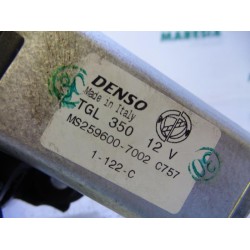 DENSO
Made in Italy
TGL 350 12 V
MS259600-7002 C757
1-122-C